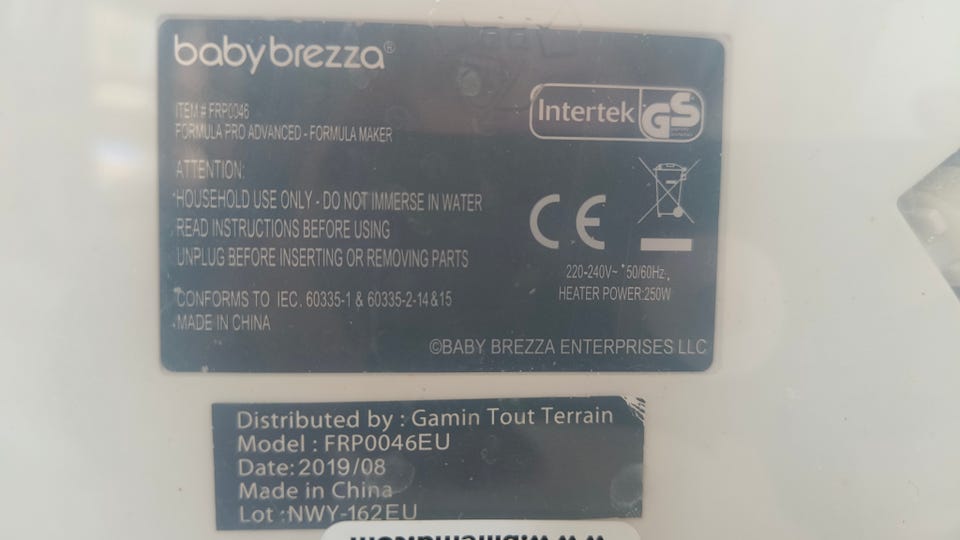 babybrezza®
ITEM # FRP0046
FORMULA PRO ADVANCED - FORMULA MAKER
Intertek GS
ATTENTION:
HOUSEHOLD USE ONLY - DO NOT IMMERSE IN WATER
READ INSTRUCTIONS BEFORE USING
UNPLUG BEFORE INSERTING OR REMOVING PARTS
CE
220-240V~ 50/60Hz,
HEATER POWER:250W
CONFORMS TO IEC. 60335-1 & 60335-2-14&15
MADE IN CHINA
©BABY BREZZA ENTERPRISES LLC
Distributed by : Gamin Tout Terrain
Model : FRP0046EU
Date: 2019/08
Made in China
Lot :NWY-162EU